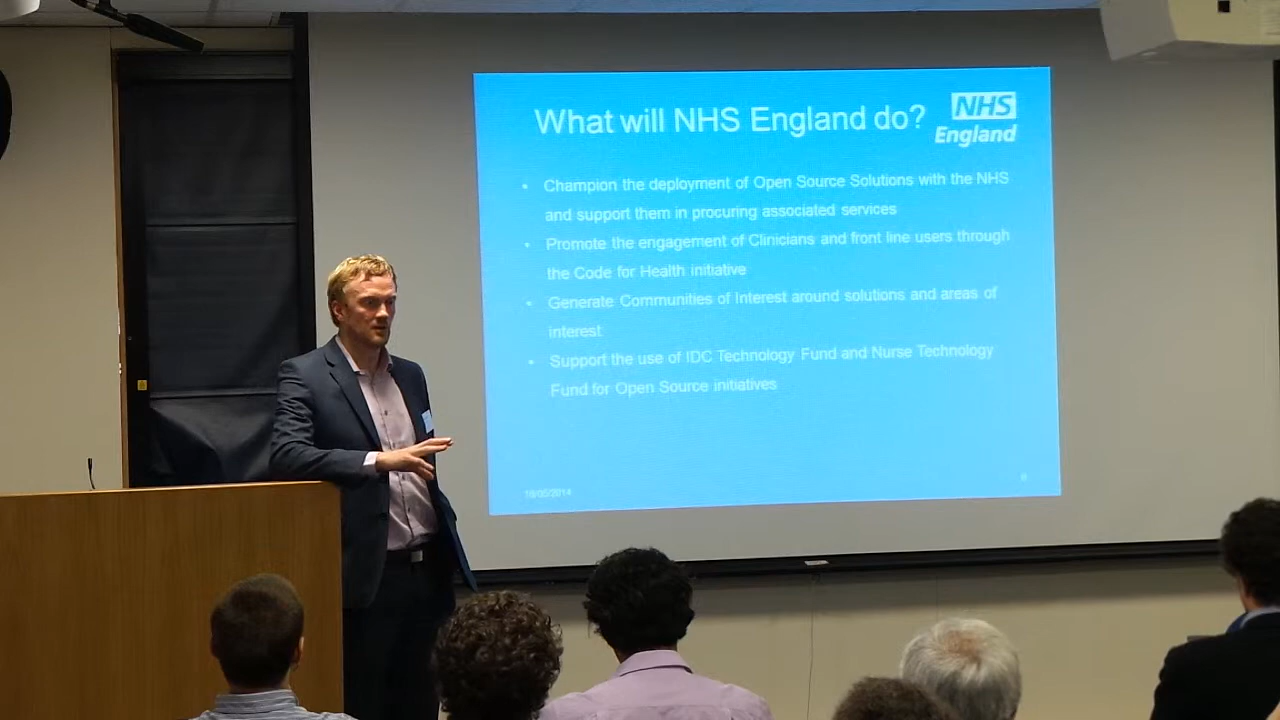 What will NHS England do?
NHS
England
• Champion the deployment of Open Source Solutions with the NHS
and support them in procuring associated services
• Promote the engagement of Clinicians and front line users through
the Code for Health initiative
• Generate Communities of Interest around solutions and areas of
interest
• Support the use of IDC Technology Fund and Nurse Technology
Fund for Open Source initiatives